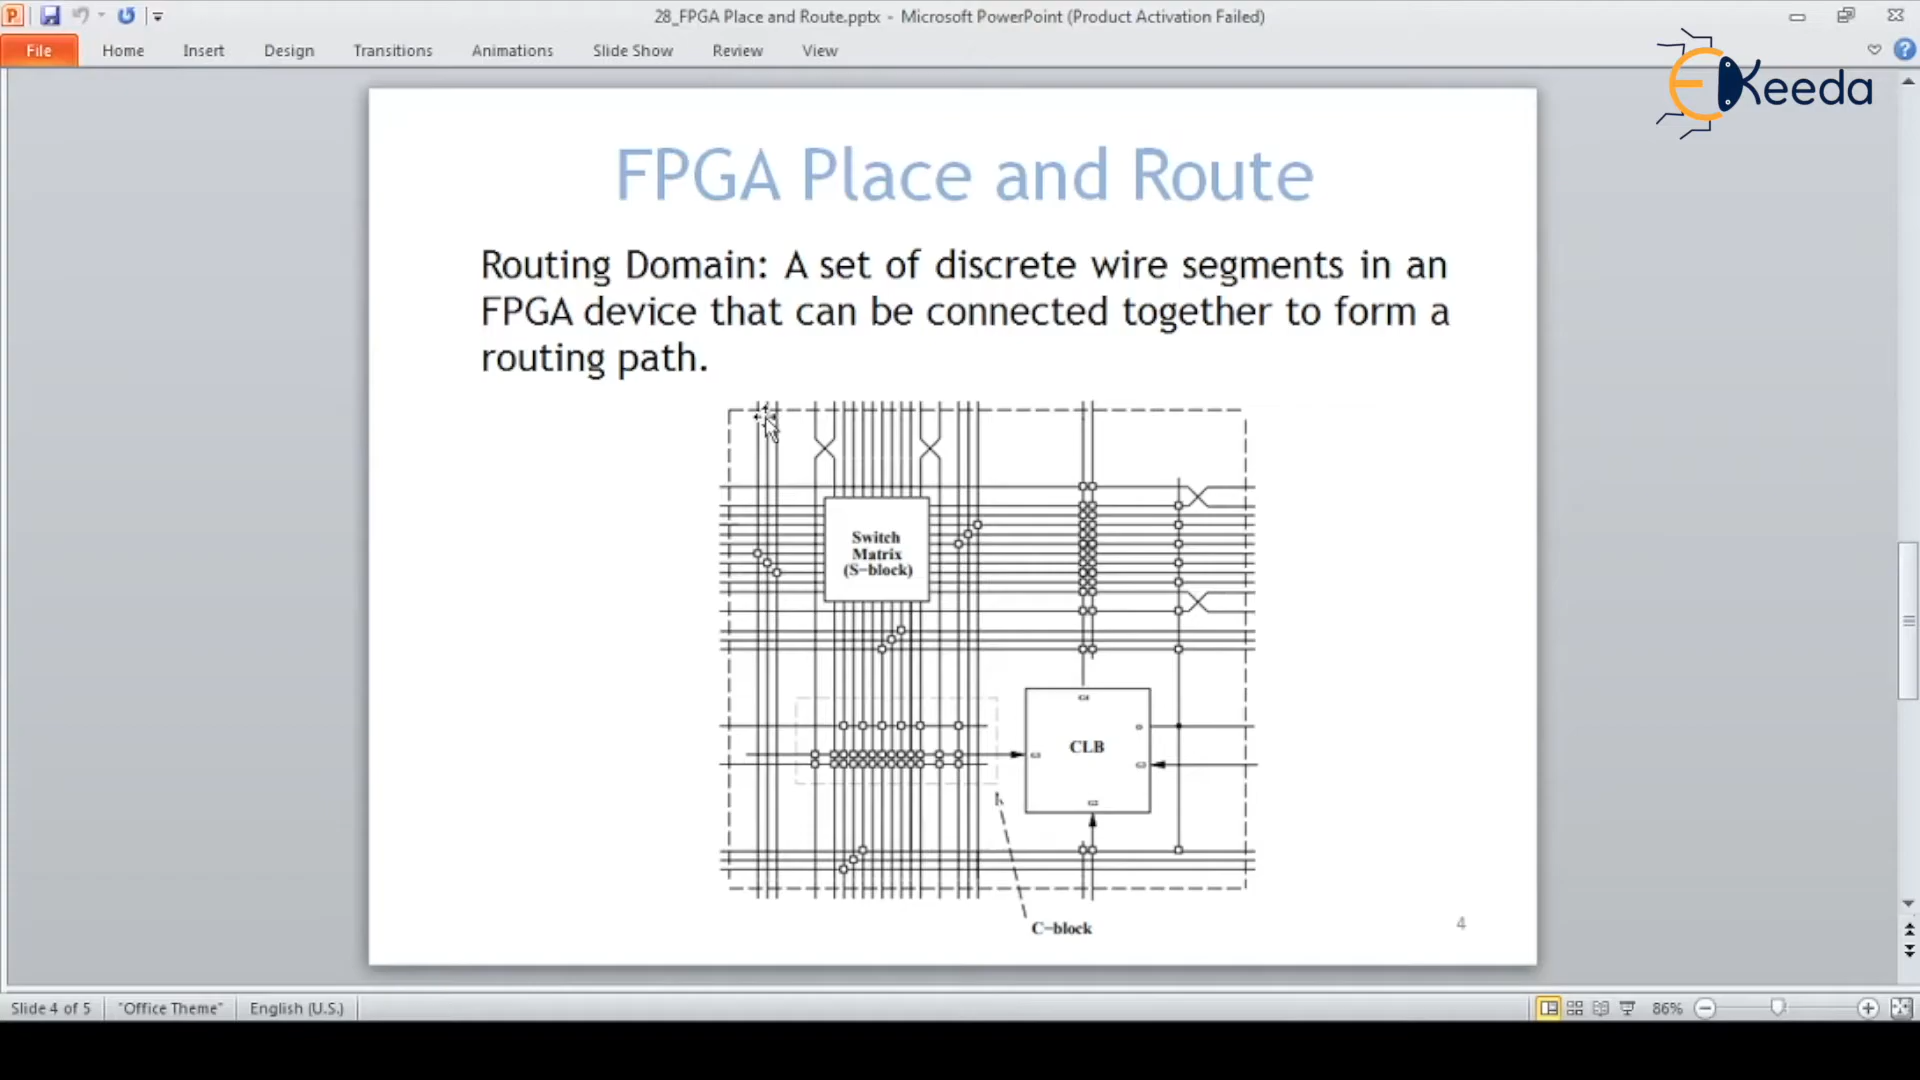 28_FPGA Place and Route.pptx - Microsoft PowerPoint (Product Activation Failed)
File Home Insert Design Transitions Animations Slide Show Review View
EKeeda
FPGA Place and Route
Routing Domain: A set of discrete wire segments in an
FPGA device that can be connected together to form a
routing path.
Switch
Matrix
(S-block)
CLB
C-block
4
Slide 4 of 5 "Office Theme" English (U.S.) 86%